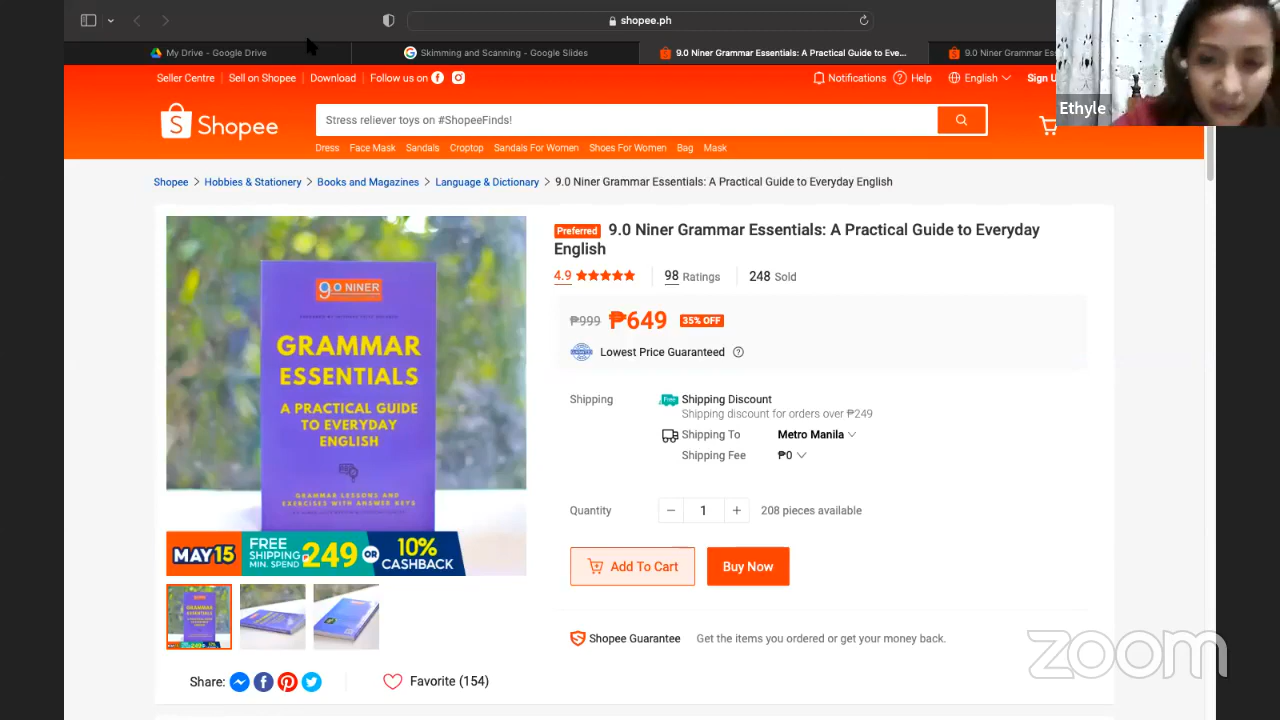 shopee.ph
My Drive - Google Drive
Skimming and Scanning - Google Slides
9.0 Niner Grammar Essentials: A Practical Guide to Eve...
9.0 Niner Grammar Es
Seller Centre Sell on Shopee Download Follow us on
Notifications Help English Sign U
Ethyle
Shopee
Stress reliever toys on #ShopeeFinds!
Dress Face Mask Sandals Croptop Sandals For Women Shoes For Women Bag Mask
Shopee > Hobbies & Stationery > Books and Magazines > Language & Dictionary > 9.0 Niner Grammar Essentials: A Practical Guide to Everyday English
Preferred 9.0 Niner Grammar Essentials: A Practical Guide to Everyday
English
4.9 98 Ratings 248 Sold
₱999 ₱649 35% OFF
Lowest Price Guaranteed
Shipping Shipping Discount
Shipping discount for orders over ₱249
Shipping To Metro Manila
Shipping Fee ₱0
Quantity 1 208 pieces available
Add To Cart Buy Now
Shopee Guarantee Get the items you ordered or get your money back.
9.0 NINER
GRAMMAR
ESSENTIALS
A PRACTICAL GUIDE
TO EVERYDAY
ENGLISH
GRAMMAR LESSONS AND
EXERCISES WITH ANSWER KEYS
MAY 15
FREE
SHIPPING
MIN. SPEND ₱249 OR 10%
CASHBACK
Share: Favorite (154)
zoom